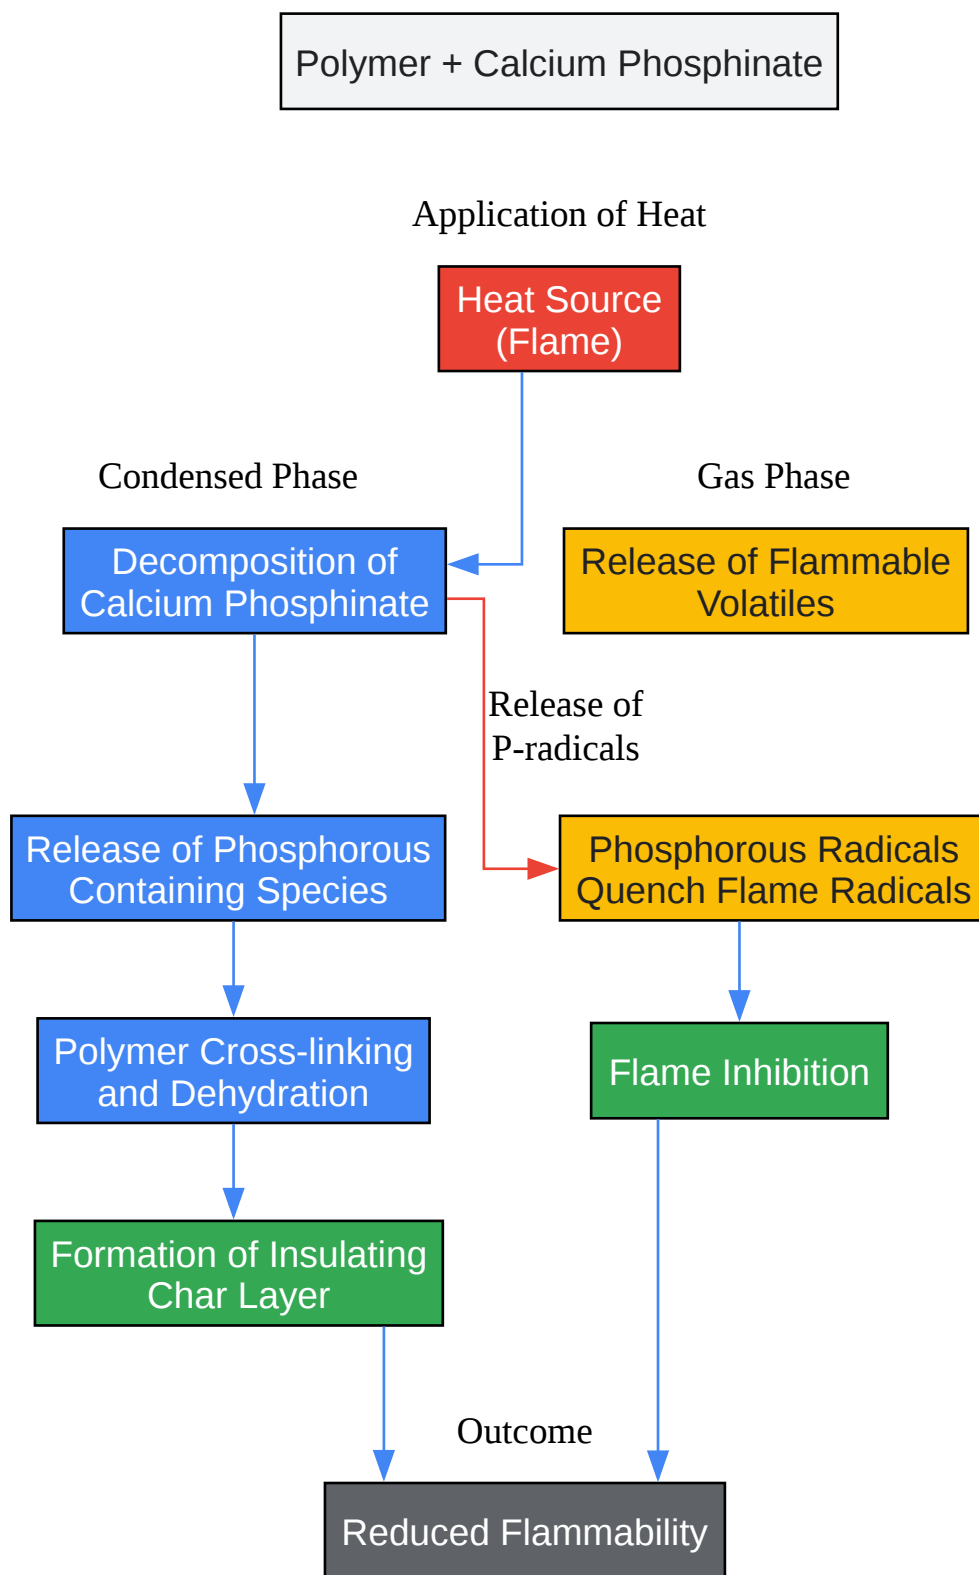 Polymer + Calcium Phosphinate
Application of Heat
Heat Source
(Flame)
Condensed Phase
Decomposition of
Calcium Phosphinate
Gas Phase
Release of Flammable
Volatiles
Release of
P-radicals
Release of Phosphorous
Containing Species
Phosphorous Radicals
Quench Flame Radicals
Polymer Cross-linking
and Dehydration
Flame Inhibition
Formation of Insulating
Char Layer
Outcome
Reduced Flammability